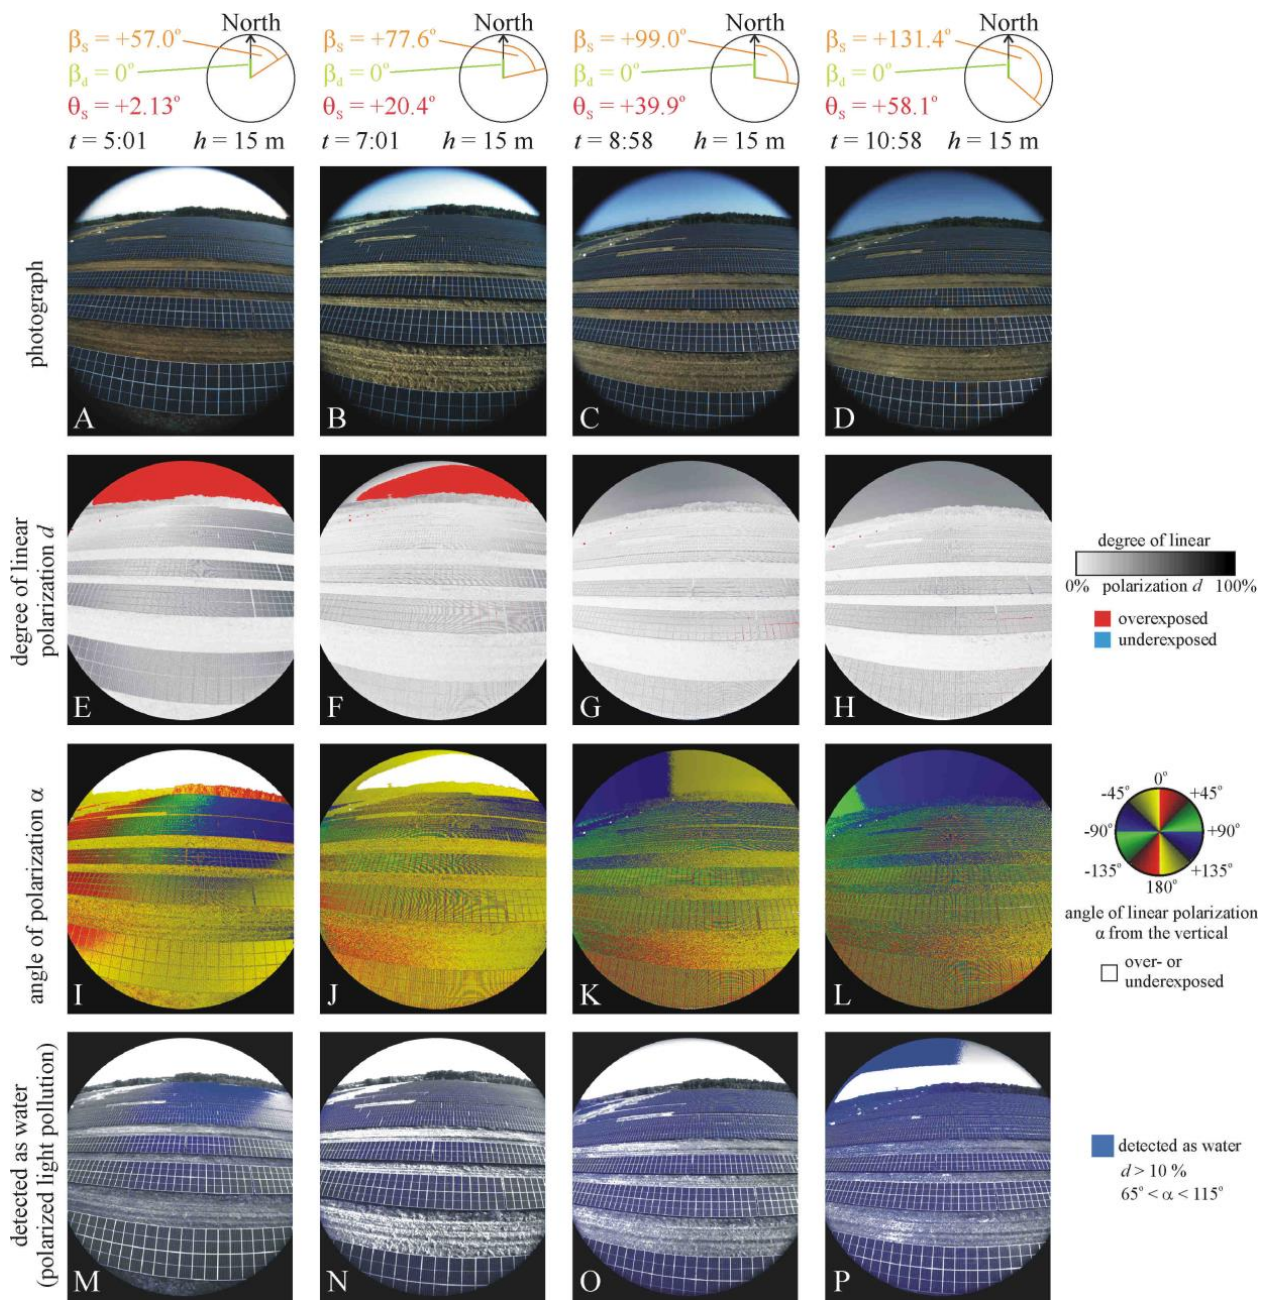 North North North North
βs = +57.0° βs = +77.6° βs = +99.0° βs = +131.4°
βd = 0° βd = 0° βd = 0° βd = 0°
θs = +2.13° θs = +20.4° θs = +39.9° θs = +58.1°
t = 5:01 h = 15 m t = 7:01 h = 15 m t = 8:58 h = 15 m t = 10:58 h = 15 m
photograph
A B C D
degree of linear
polarization d
E F G H
degree of linear
0% polarization d 100%
overexposed
underexposed
angle of polarization α
I J K L
0°
-45° +45°
-90° +90°
-135° +135°
180°
angle of linear polarization
α from the vertical
over- or
underexposed
detected as water
(polarized light pollution)
M N O P
detected as water
d > 10 %
65° < α < 115°